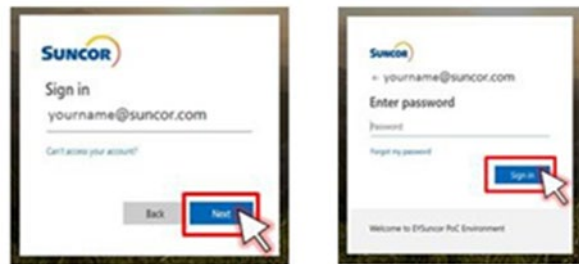 SUNCOR
Sign in
yourname@suncor.com
Can't access your account?
Back
Next
SUNCOR
← yourname@suncor.com
Enter password
Password
Forgot my password
Sign in
Welcome to EYSuncor PoC Environment